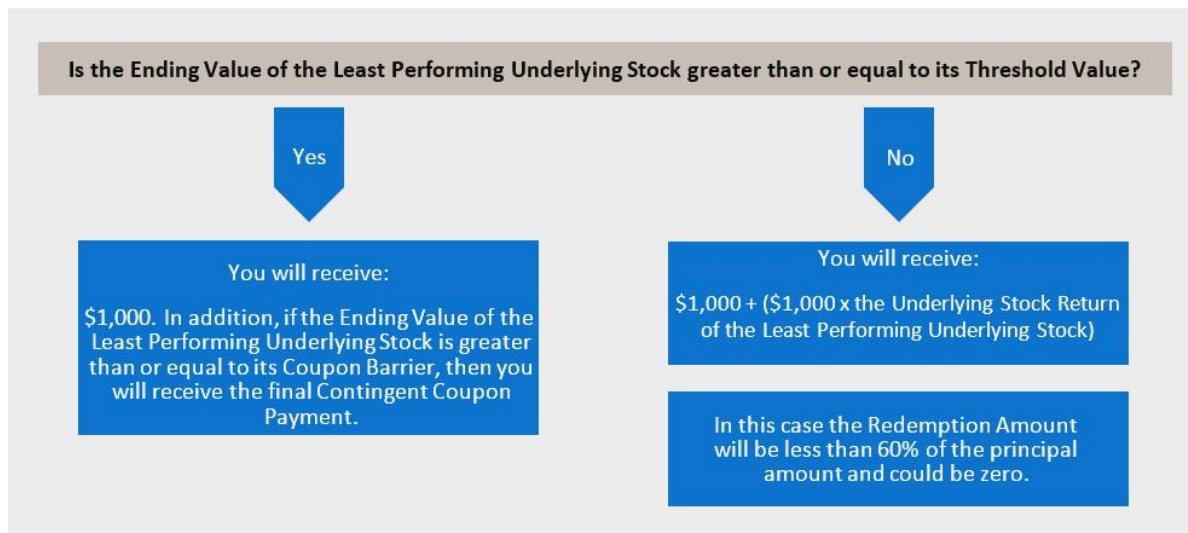 Is the Ending Value of the Least Performing Underlying Stock greater than or equal to its Threshold Value?
Yes
No
You will receive:
$1,000. In addition, if the Ending Value of the
Least Performing Underlying Stock is greater
than or equal to its Coupon Barrier, then you
will receive the final Contingent Coupon
Payment.
You will receive:
$1,000 + ($1,000 x the Underlying Stock Return
of the Least Performing Underlying Stock)
In this case the Redemption Amount
will be less than 60% of the principal
amount and could be zero.